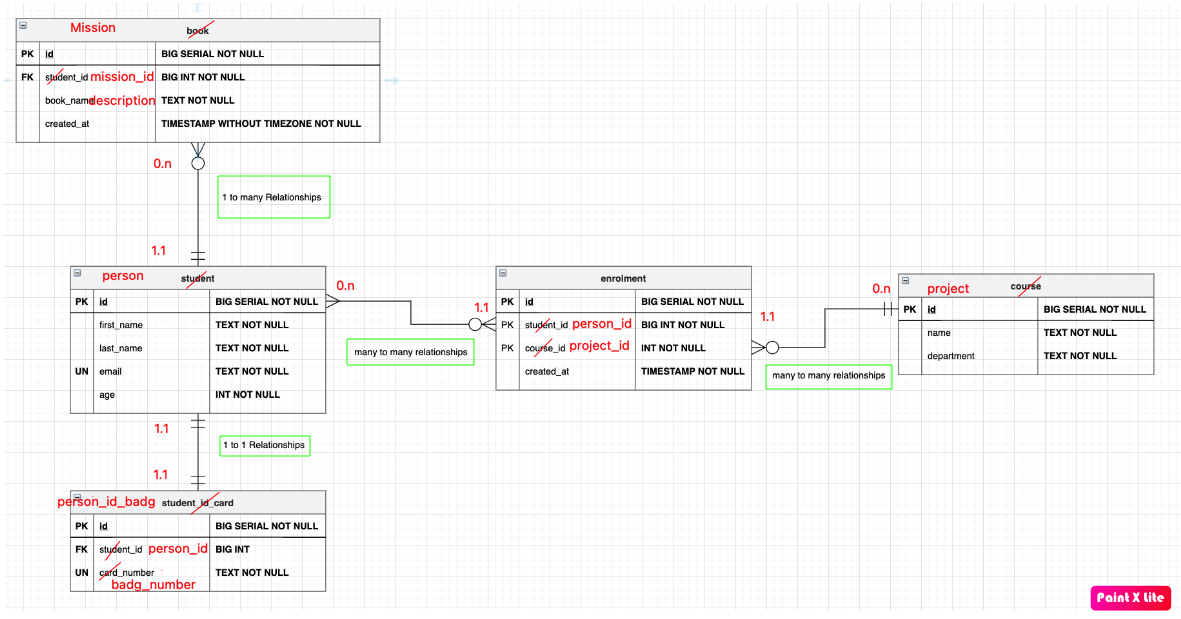 Mission book
PK id BIG SERIAL NOT NULL
FK student_id mission_id BIG INT NOT NULL
book_name description TEXT NOT NULL
created_at TIMESTAMP WITHOUT TIMEZONE NOT NULL
0.n
1 to many Relationships
1.1
person student
PK id BIG SERIAL NOT NULL
first_name TEXT NOT NULL
last_name TEXT NOT NULL
UN email TEXT NOT NULL
age INT NOT NULL
0.n
1.1
many to many relationships
enrolment
PK id BIG SERIAL NOT NULL
PK student_id person_id BIG INT NOT NULL
PK course_id project_id INT NOT NULL
created_at TIMESTAMP NOT NULL
1.1
0.n
many to many relationships
project course
PK id BIG SERIAL NOT NULL
name TEXT NOT NULL
department TEXT NOT NULL
1.1
1 to 1 Relationships
1.1
person_id_badg student_id_card
PK id BIG SERIAL NOT NULL
FK student_id person_id BIG INT
UN card_number TEXT NOT NULL
badg_number
Paint X Lite